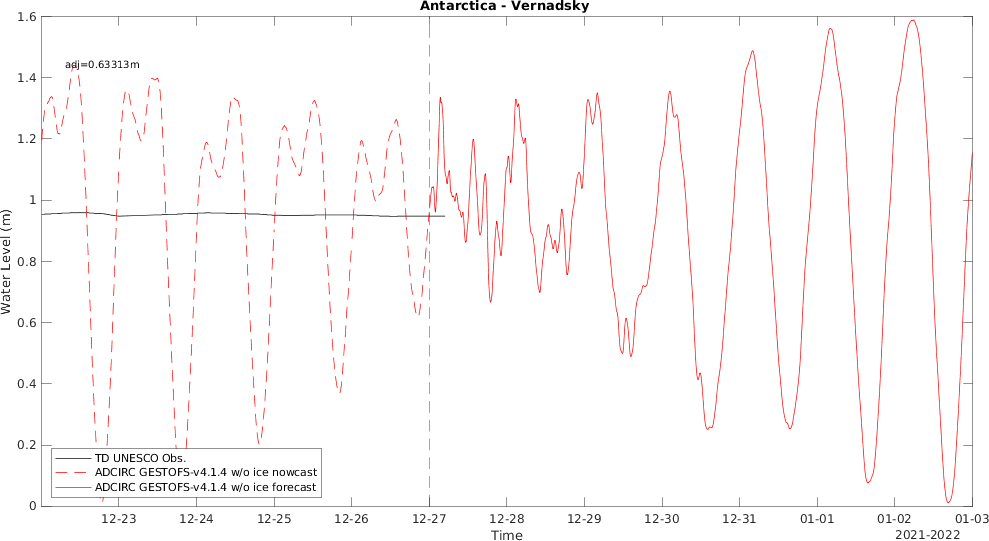 Antarctica - Vernadsky
adj=0.63313m
Water Level (m)
1.6
1.4
1.2
1
0.8
0.6
0.4
0.2
0
TD UNESCO Obs.
ADCIRC GESTOFS-v4.1.4 w/o ice nowcast
ADCIRC GESTOFS-v4.1.4 w/o ice forecast
12-23 12-24 12-25 12-26 12-27 12-28 12-29 12-30 12-31 01-01 01-02 01-03
Time
2021-2022